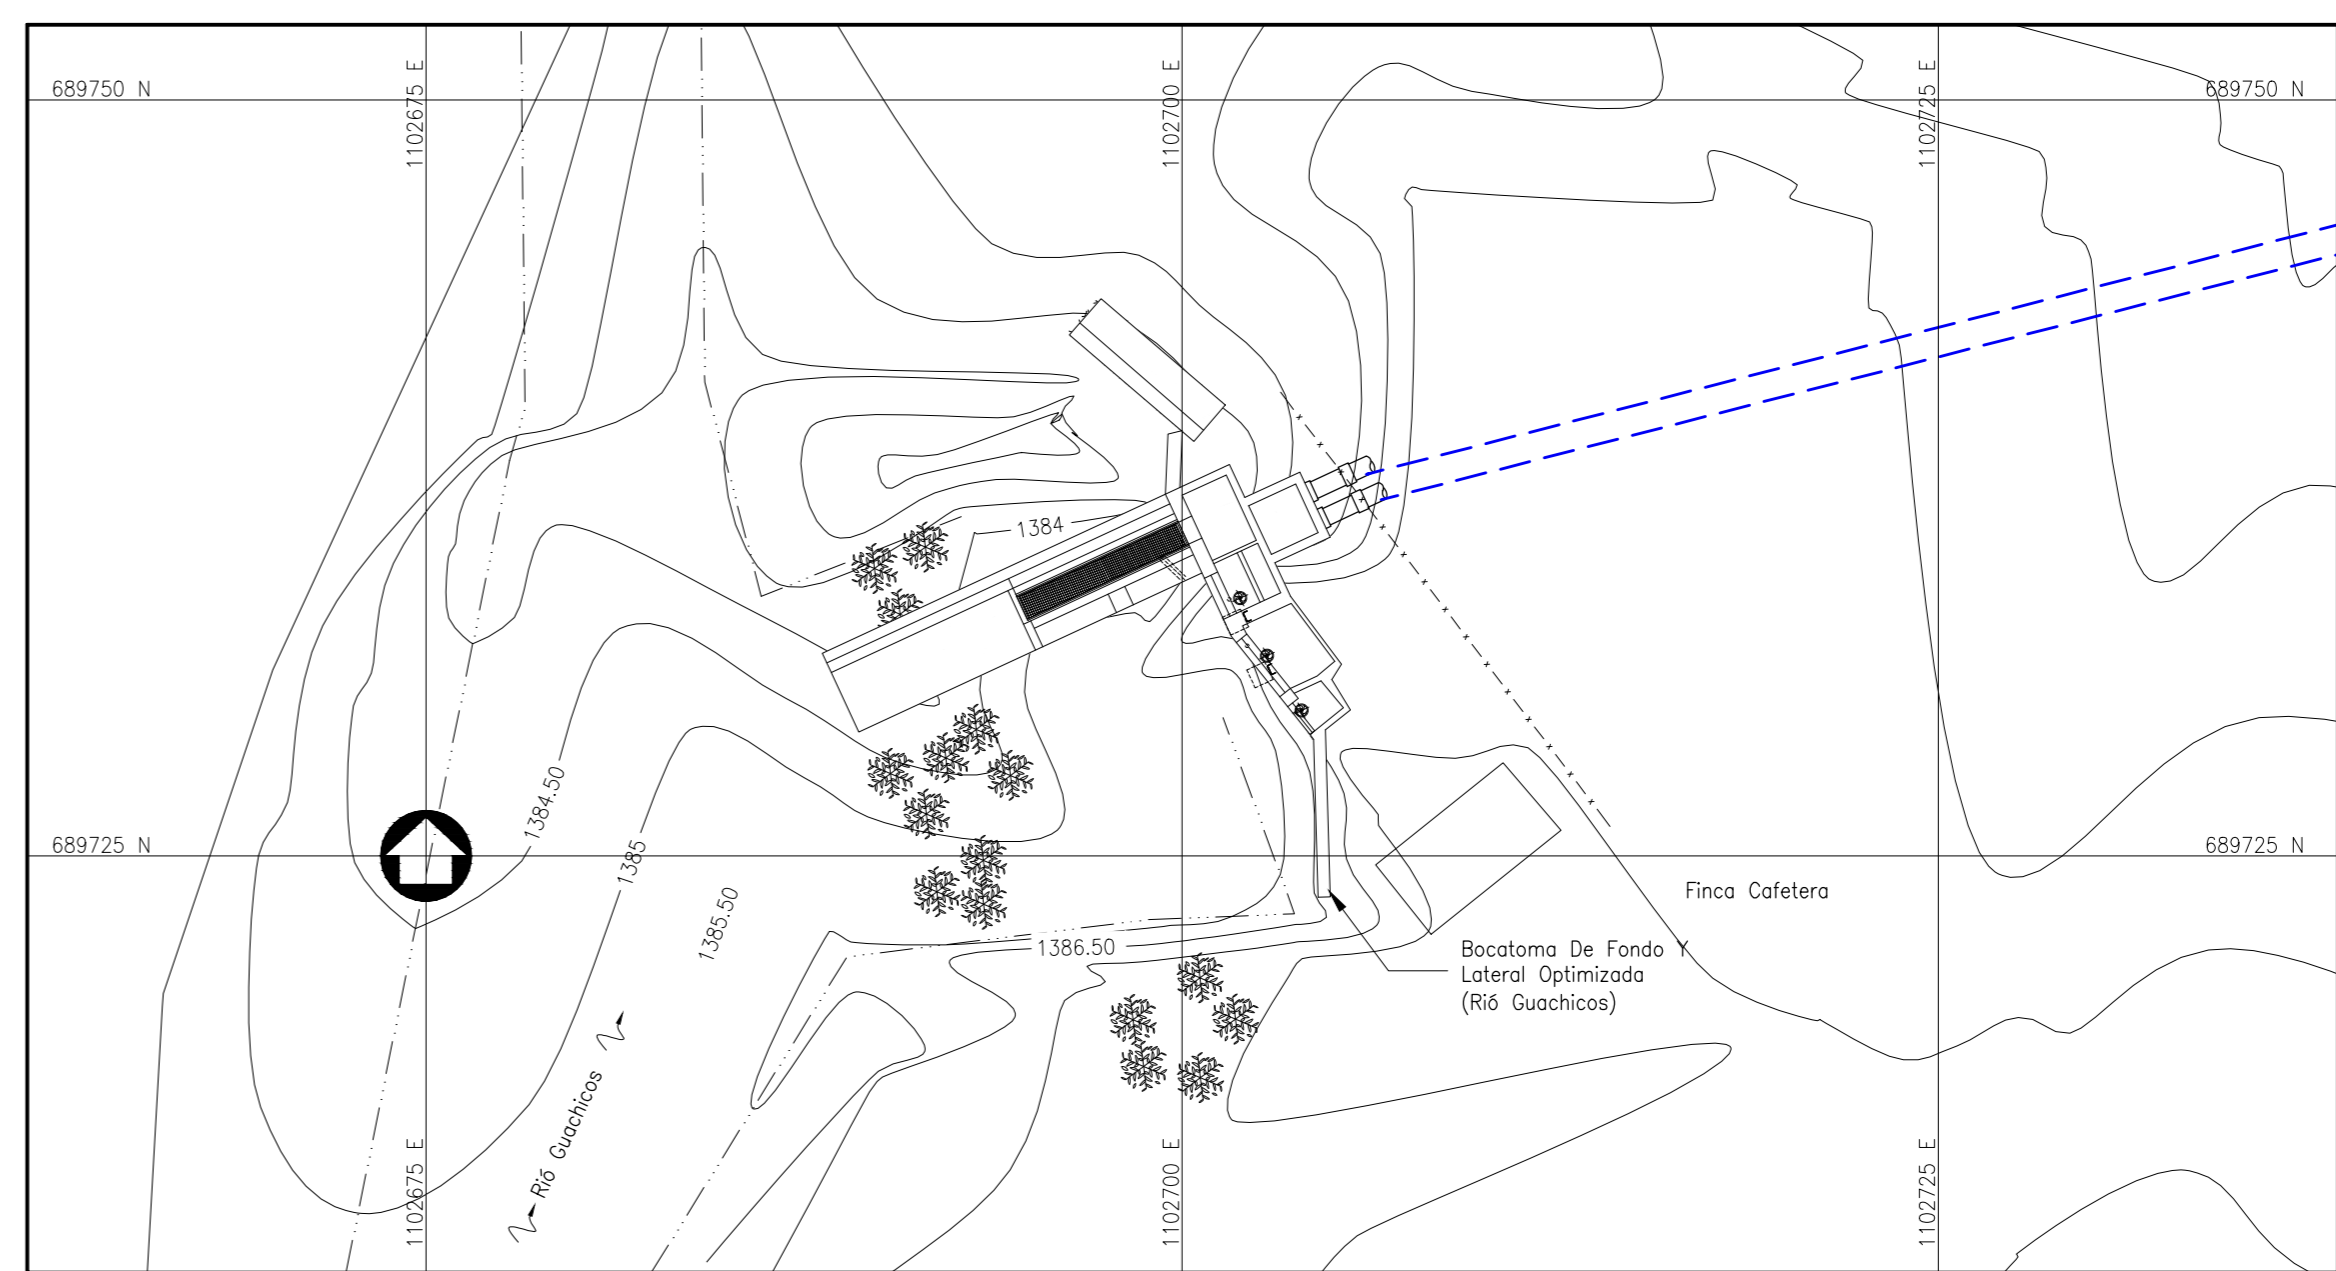 1102675 E
1102700 E
1102725 E
689750 N
689750 N
1384
1384.50
1385
1385.50
1386.50
689725 N
689725 N
Finca Cafetera
Bocatoma De Fondo Y
Lateral Optimizada
(Rió Guachicos)
Rió Guachicos
1102675 E
1102700 E
1102725 E